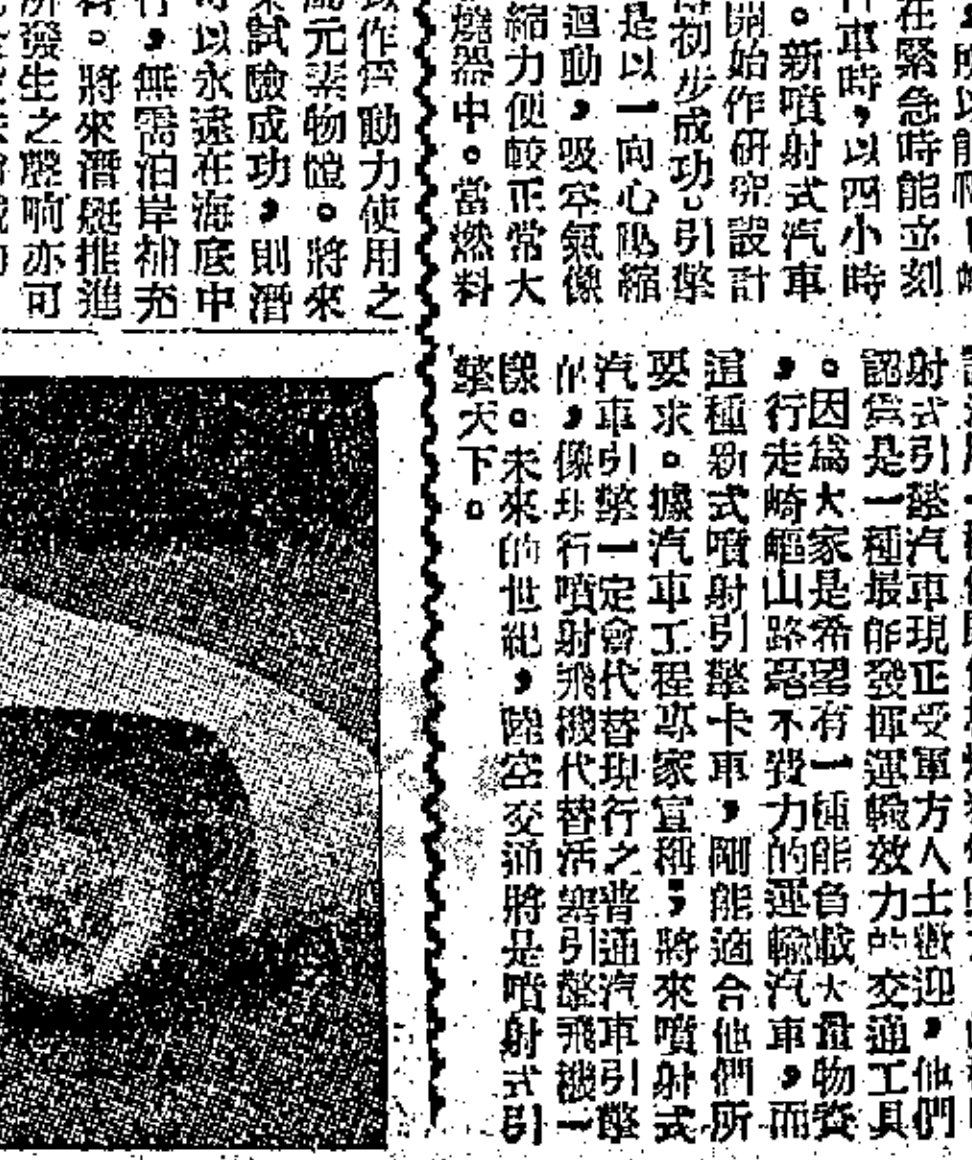 在緊急時能立刻
車時，以四小時
。新噴射式汽車
開始作研究設計
得初步成功。引擎
是以一向心壓縮
迴動，吸空氣像
縮力便較正常大
燒器中。當燃料
射式引擎汽車現正受軍方人士歡迎，他們
認爲是一種最能發揮運輸效力的交通工具
。因爲大家是希望有一種能負載大量物資
，行走崎嶇山路毫不費力的運輸汽車，而
這種新式噴射引擎卡車，剛能適合他們所
要求。據汽車工程專家宣稱；將來噴射式
汽車引擎一定會代替現行之普通汽車引擎
的，像現行噴射飛機代替活塞引擎飛機一
般。未來的世紀，陸空交通將是噴射式引
擎天下。
以作爲動力使用之
元素物體。將來
試驗成功，則潛
可以永遠在海底中
行，無需泊岸補充
料。將來潛艇推進
所發生之聲响亦可